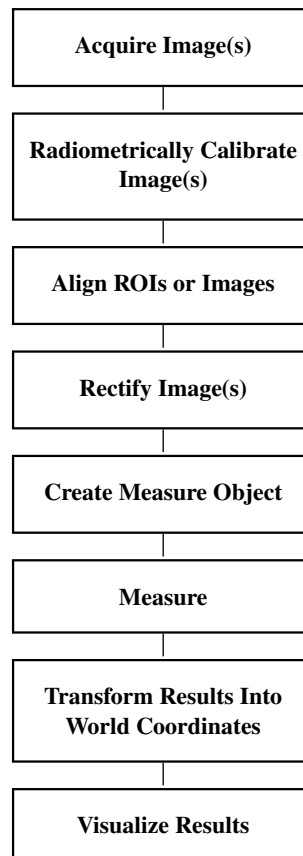 Acquire Image(s)
Radiometrically Calibrate
Image(s)
Align ROIs or Images
Rectify Image(s)
Create Measure Object
Measure
Transform Results Into
World Coordinates
Visualize Results